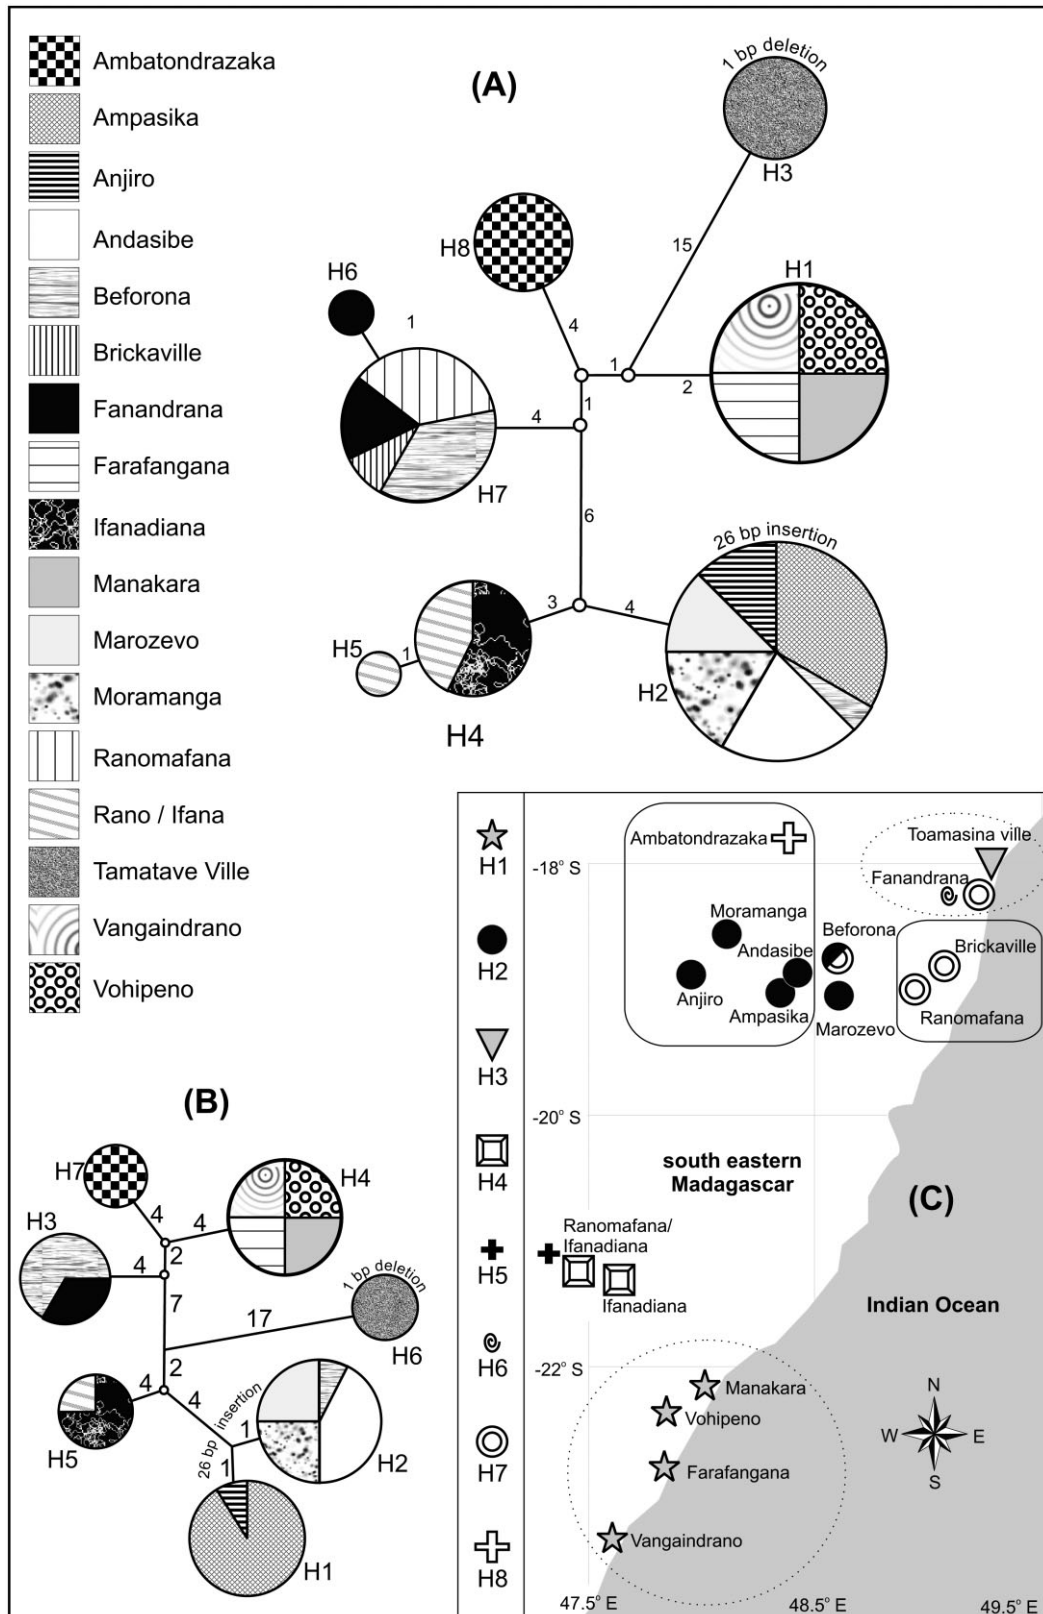 Ambatondrazaka
Ampasika
Anjiro
Andasibe
Beforona
Brickaville
Fanandrana
Farafangana
Ifanadiana
Manakara
Marozevo
Moramanga
Ranomafana
Rano / Ifana
Tamatave Ville
Vangaindrano
Vohipeno
(A)
1 bp deletion
H3
15
H8
H1
H6
1
4
1
2
1
4
H7
6
26 bp insertion
3
4
H5
1
H2
H4
(B)
H7
H4
4
4
H3
2
4
7
1 bp deletion
17
H6
2
4
4
26 bp insertion
1
H5
1
H2
H1
H1
H2
H3
H4
H5
H6
H7
H8
Ambatondrazaka
Toamasina ville
-18° S
Fanandrana
Moramanga
Beforona
Andasibe
Brickaville
Anjiro
Ampasika
Marozevo
Ranomafana
-20° S
south eastern
Madagascar
(C)
Ranomafana/
Ifanadiana
Ifanadiana
Indian Ocean
-22° S
Manakara
Vohipeno
Farafangana
Vangaindrano
N
W
E
S
47.5° E
48.5° E
49.5° E